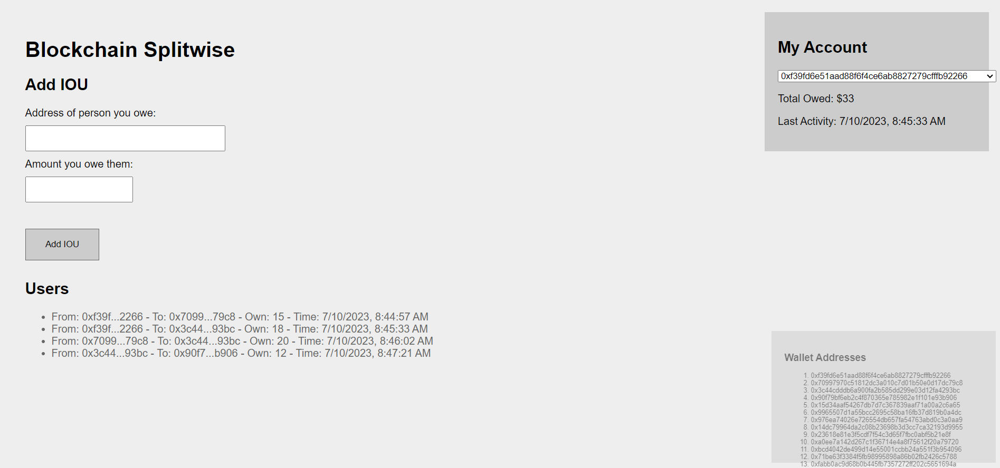 Blockchain Splitwise
Add IOU
Address of person you owe:
Amount you owe them:
Add IOU
Users
• From: 0xf39f...2266 - To: 0x7099...79c8 - Own: 15 - Time: 7/10/2023, 8:44:57 AM
• From: 0xf39f...2266 - To: 0x3c44...93bc - Own: 18 - Time: 7/10/2023, 8:45:33 AM
• From: 0x7099...79c8 - To: 0x3c44...93bc - Own: 20 - Time: 7/10/2023, 8:46:02 AM
• From: 0x3c44...93bc - To: 0x90f7...b906 - Own: 12 - Time: 7/10/2023, 8:47:21 AM
My Account
0xf39fd6e51aad88f6f4ce6ab8827279cfffb92266
Total Owed: $33
Last Activity: 7/10/2023, 8:45:33 AM
Wallet Addresses
1. 0xf39fd6e51aad88f6f4ce6ab8827279cfffb92266
2. 0x70997970c51812dc3a010c7d01b50e0d17dc79c8
3. 0x3c44cdddb6a900fa2b585dd299e03d12fa4293bc
4. 0x90f79bf6eb2c4f870365e785982e1f101e93b906
5. 0x15d34aaf54267db7d7c367839aaf71a00a2c6a65
6. 0x9965507d1a55bcc2695c58ba16fb37d819b0a4dc
7. 0x976ea74026e726554db657fa54763abd0c3a0aa9
8. 0x14dc79964da2c08b23698b3d3cc7ca32193d9955
9. 0x23618e81e3f5cdf7f54c3d65f7fbc0abf5b21e8f
10. 0xa0ee7a142d267c1f36714e4a8f75612f20a79720
11. 0xbcd4042de499d14e55001ccbb24a551f3b954096
12. 0x71be63f3384f5fb98995898a86b02fb2426c5788
13. 0xfabb0ac9d68b0b445fb7357272ff202c5651694a